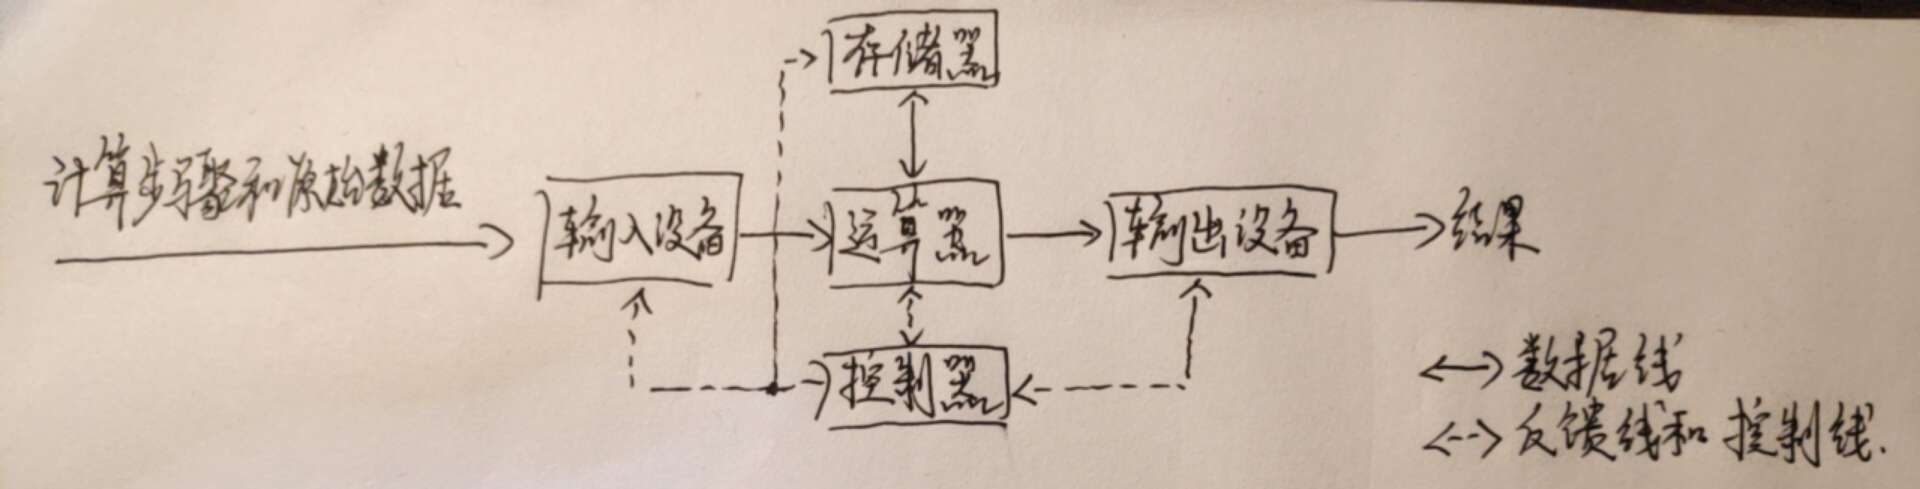 存储器
计算步骤和原始数据
输入设备
运算器
输出设备
结果
控制器
数据线
反馈线和控制线.